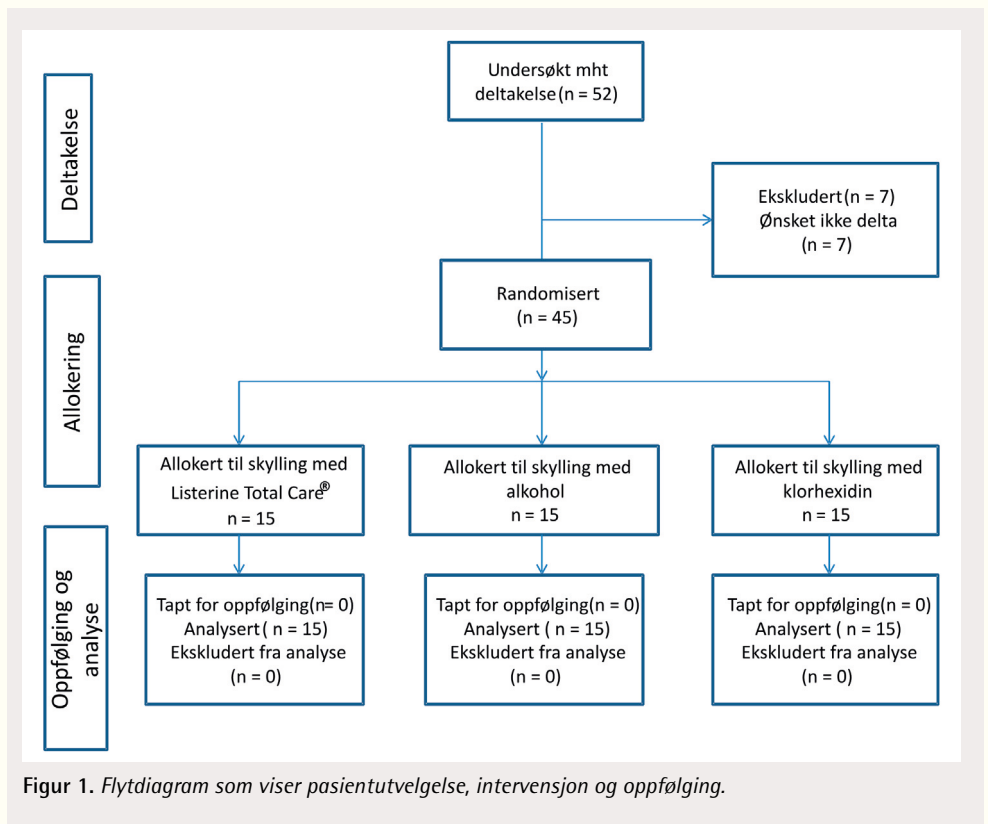 Deltakelse
Undersøkt mht
deltakelse(n = 52)
Ekskludert(n = 7)
Ønsket ikke delta
(n = 7)
Allokering
Randomisert
(n = 45)
Allokert til skylling med
Listerine Total Care®
n = 15
Allokert til skylling med
alkohol
n = 15
Allokert til skylling med
klorhexidin
n = 15
Oppfølging og
analyse
Tapt for oppfølging(n= 0)
Analysert ( n = 15)
Ekskludert fra analyse
(n = 0)
Tapt for oppfølging(n = 0)
Analysert ( n = 15)
Ekskludert fra analyse
(n = 0)
Tapt for oppfølging(n = 0)
Analysert ( n = 15)
Ekskludert fra analyse
(n = 0)
Figur 1. Flytdiagram som viser pasientutvelgelse, intervensjon og oppfølging.